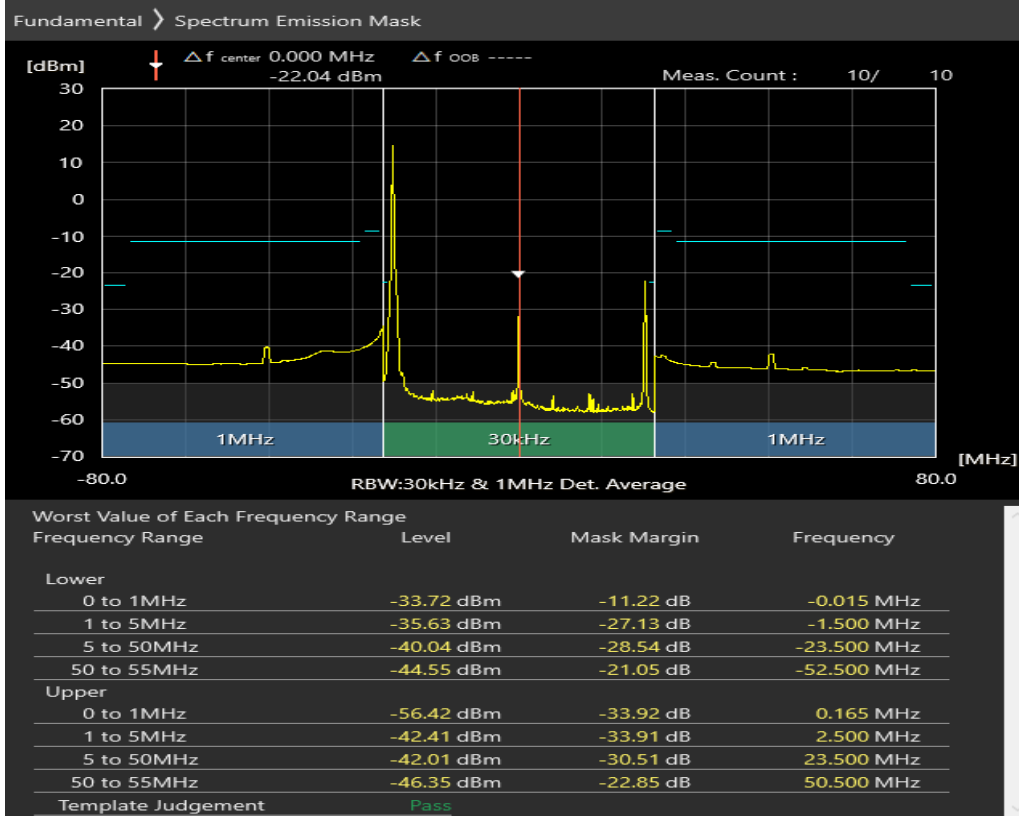 Fundamental ❯ Spectrum Emission Mask
[dBm] △f center 0.000 MHz △f OOB -----
-22.04 dBm Meas. Count : 10/ 10
30
20
10
0
-10
-20
-30
-40
-50
-60
1MHz 30kHz 1MHz
-70 [MHz]
-80.0 RBW:30kHz & 1MHz Det. Average 80.0
Worst Value of Each Frequency Range
Frequency Range Level Mask Margin Frequency
Lower
0 to 1MHz -33.72 dBm -11.22 dB -0.015 MHz
1 to 5MHz -35.63 dBm -27.13 dB -1.500 MHz
5 to 50MHz -40.04 dBm -28.54 dB -23.500 MHz
50 to 55MHz -44.55 dBm -21.05 dB -52.500 MHz
Upper
0 to 1MHz -56.42 dBm -33.92 dB 0.165 MHz
1 to 5MHz -42.41 dBm -33.91 dB 2.500 MHz
5 to 50MHz -42.01 dBm -30.51 dB 23.500 MHz
50 to 55MHz -46.35 dBm -22.85 dB 50.500 MHz
Template Judgement Pass